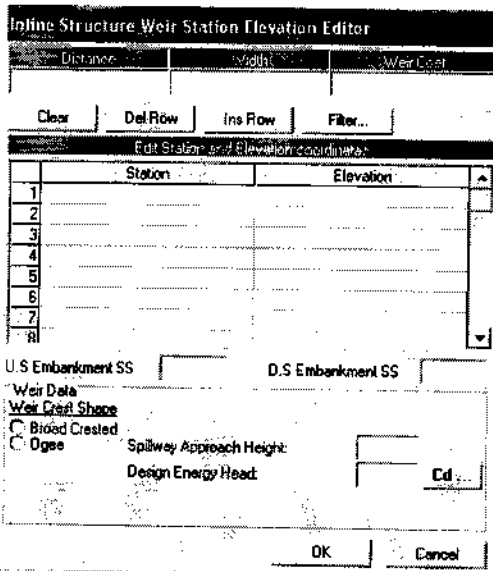 Inline Structure Weir Station Elevation Editor
Distance Width Weir Coef
Clear Del Row Ins Row Filter...
Edit Station and Elevation coordinates
Station Elevation
1
2
3
4
5
6
7
8
U.S Embankment SS D.S Embankment SS
Weir Data
Weir Crest Shape
Broad Crested
Ogee Spillway Approach Height:
Design Energy Head: Cd ...
OK Cancel